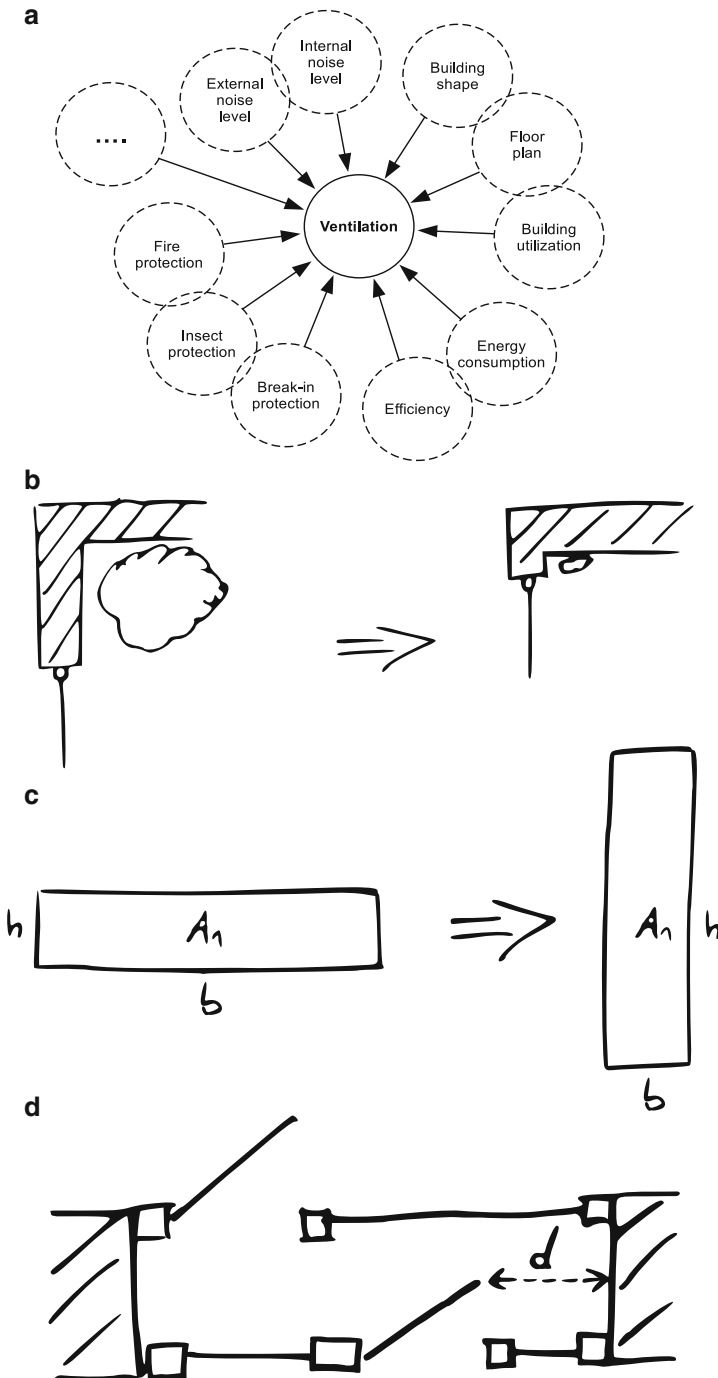 a
Internal
noise
level
External
noise
level
Building
shape
....
Floor
plan
Ventilation
Building
utilization
Fire
protection
Insect
protection
Energy
consumption
Break-in
protection
Efficiency
b
c
h
A1
b
A1
h
b
d
d